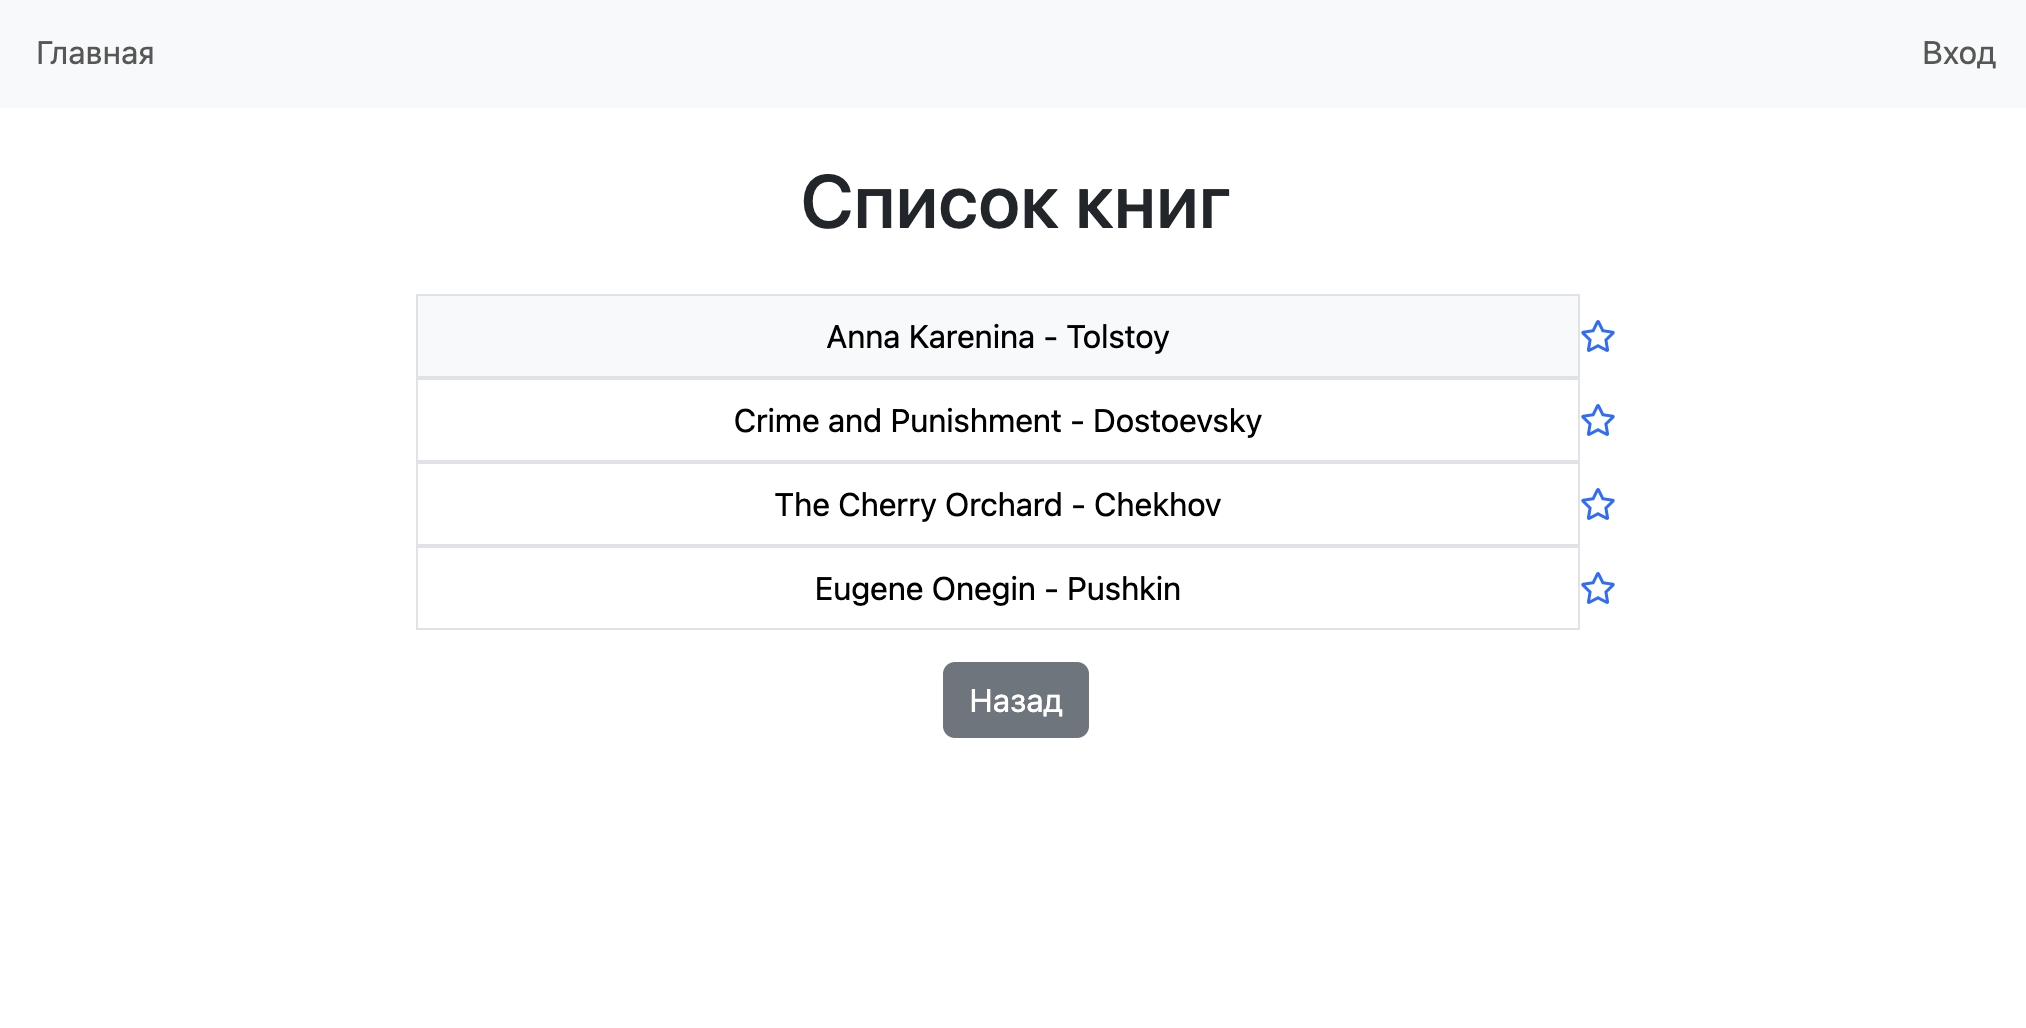 Главная
Вход
Список книг
Anna Karenina - Tolstoy
Crime and Punishment - Dostoevsky
The Cherry Orchard - Chekhov
Eugene Onegin - Pushkin
Назад